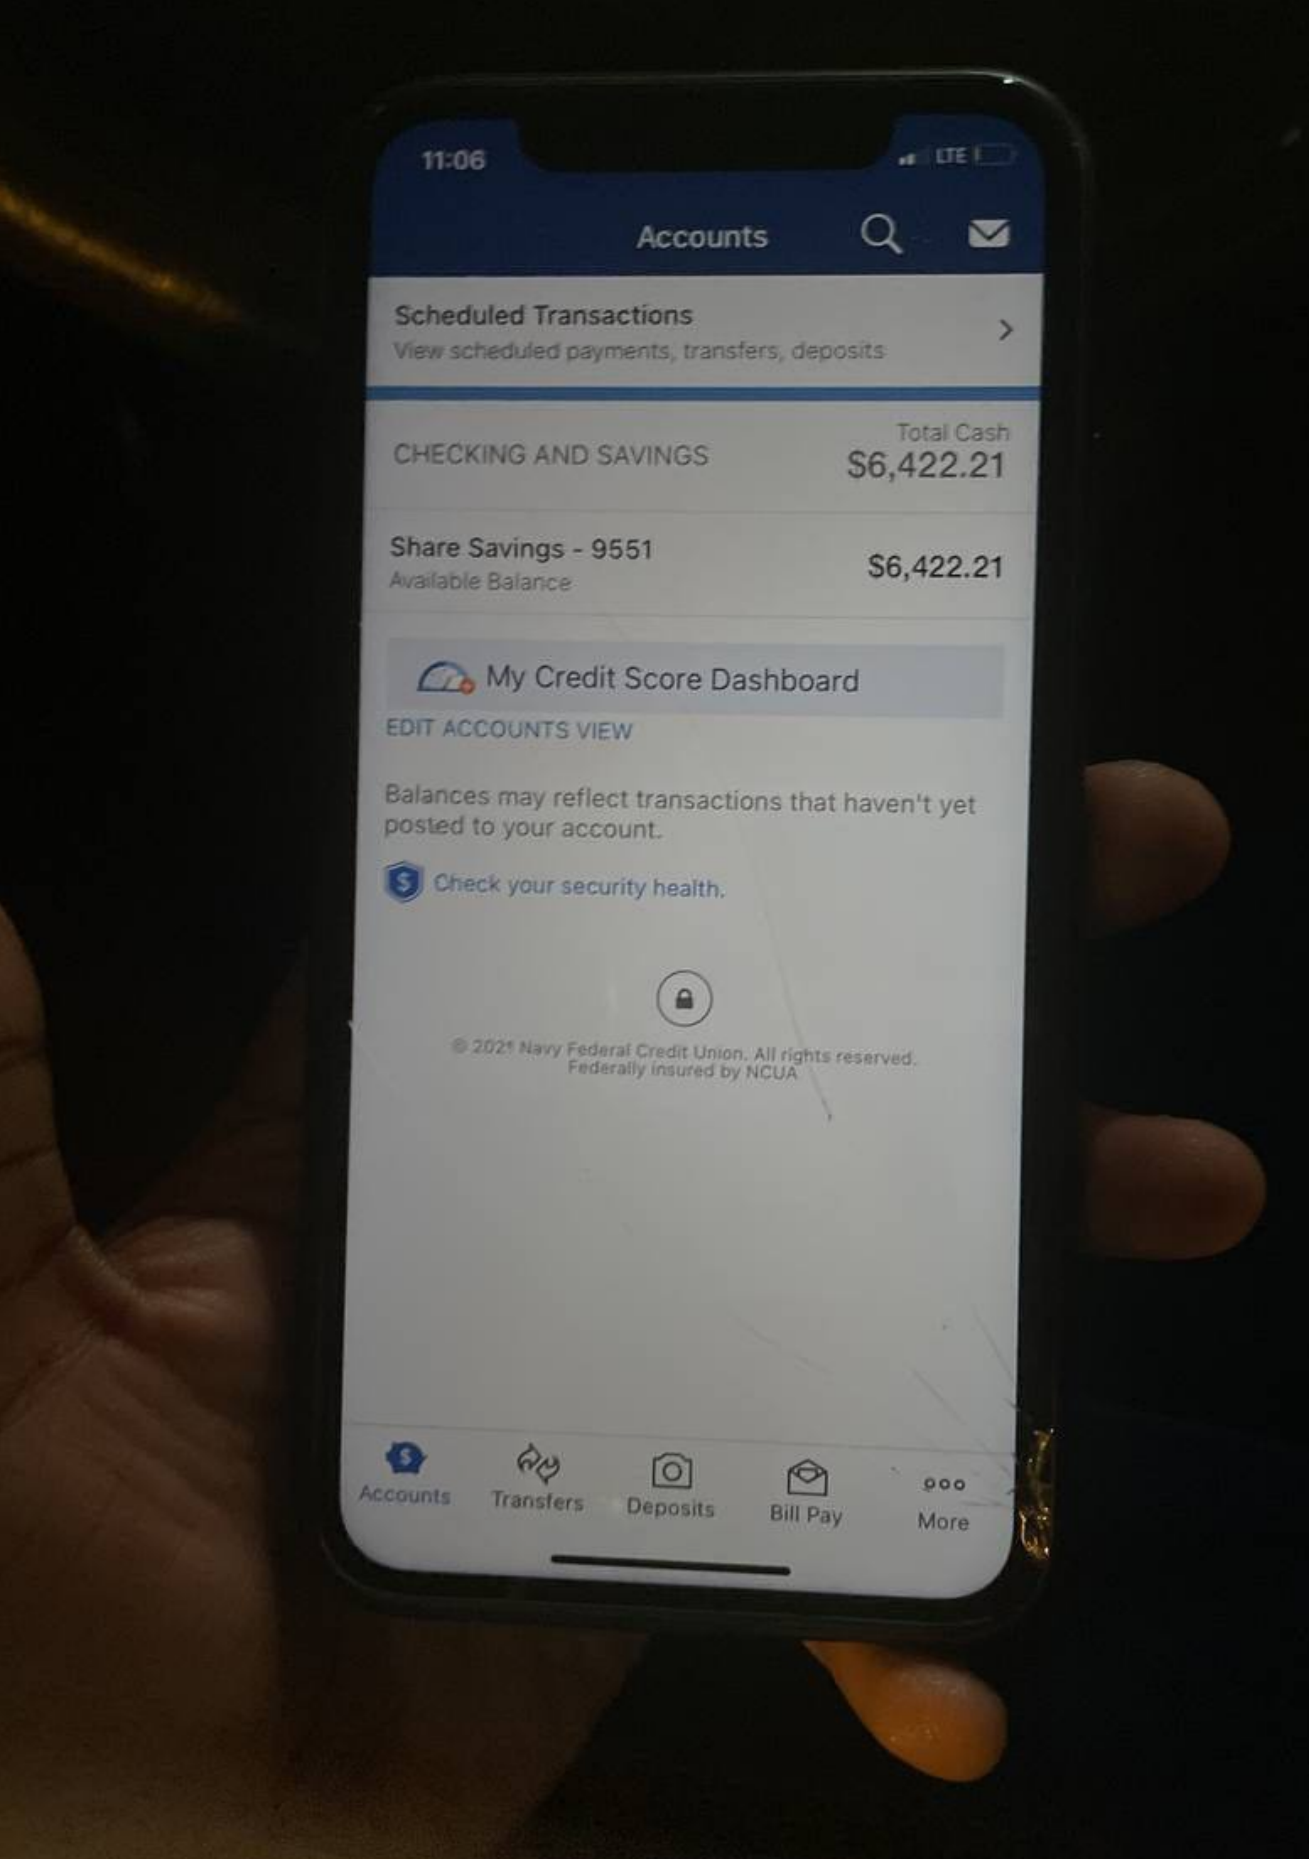 11:06
LTE
Accounts
Scheduled Transactions
View scheduled payments, transfers, deposits
Total Cash
CHECKING AND SAVINGS
$6,422.21
Share Savings - 9551
$6,422.21
Available Balance
My Credit Score Dashboard
EDIT ACCOUNTS VIEW
Balances may reflect transactions that haven't yet
posted to your account.
$ Check your security health.
© Navy Federal Credit Union. All rights reserved.
Federally insured by NCUA
$
Accounts
Transfers
Deposits
Bill Pay
More